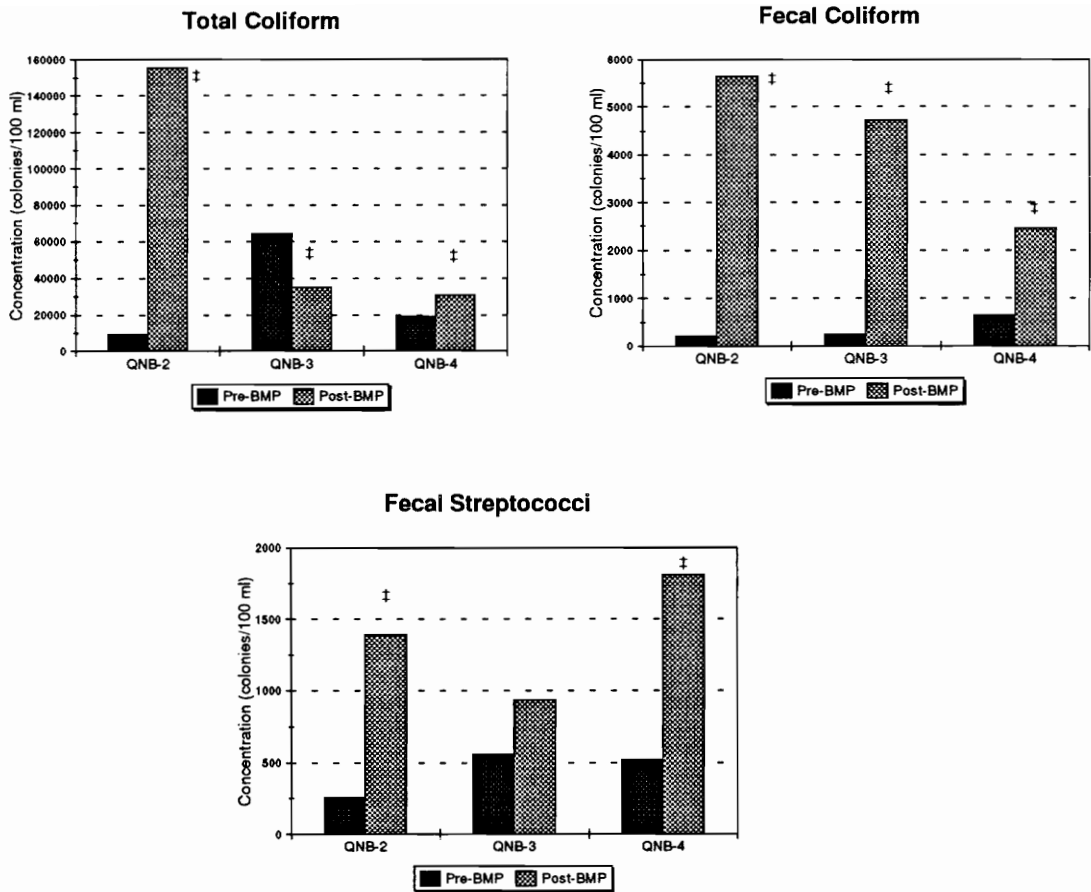 Total Coliform
Concentration (colonies/100 ml)
160000
140000
120000
100000
80000
60000
40000
20000
0
‡
‡
‡
QNB-2 QNB-3 QNB-4
Pre-BMP Post-BMP
Fecal Coliform
Concentration (colonies/100 ml)
6000
5000
4000
3000
2000
1000
0
‡
‡
‡
QNB-2 QNB-3 QNB-4
Pre-BMP Post-BMP
Fecal Streptococci
Concentration (colonies/100 ml)
2000
1500
1000
500
0
‡
‡
QNB-2 QNB-3 QNB-4
Pre-BMP Post-BMP